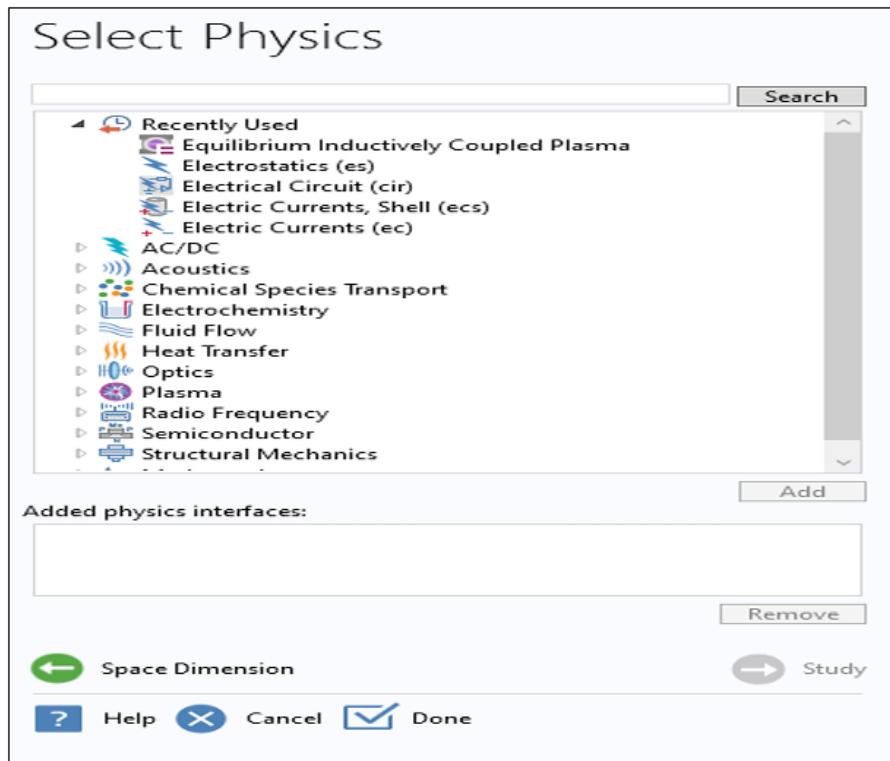 Select Physics
Search
Recently Used
Equilibrium Inductively Coupled Plasma
Electrostatics (es)
Electrical Circuit (cir)
Electric Currents, Shell (ecs)
Electric Currents (ec)
AC/DC
Acoustics
Chemical Species Transport
Electrochemistry
Fluid Flow
Heat Transfer
Optics
Plasma
Radio Frequency
Semiconductor
Structural Mechanics
Add
Added physics interfaces:
Remove
Space Dimension
Study
? Help Cancel Done